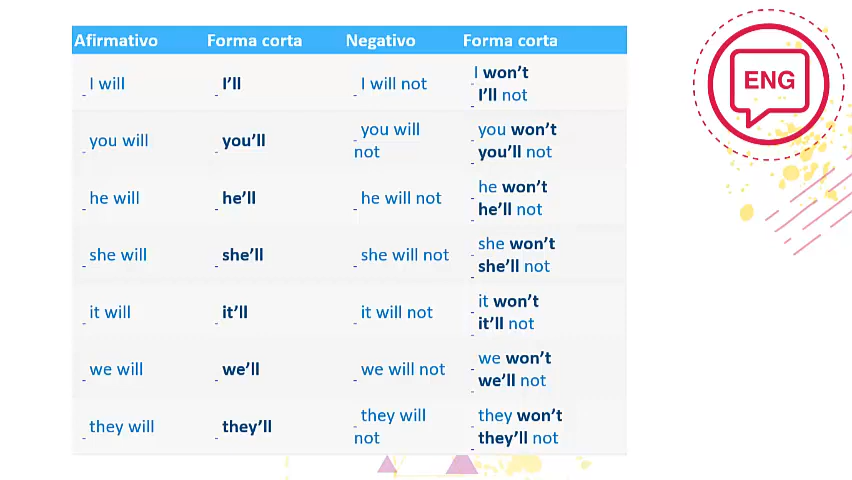 Afirmativo Forma corta Negativo Forma corta
I will I’ll I will not I won’t
I’ll not
you will you’ll you will not you won’t
you’ll not
he will he’ll he will not he won’t
he’ll not
she will she’ll she will not she won’t
she’ll not
it will it’ll it will not it won’t
it’ll not
we will we’ll we will not we won’t
we’ll not
they will they’ll they will not they won’t
they’ll not
ENG